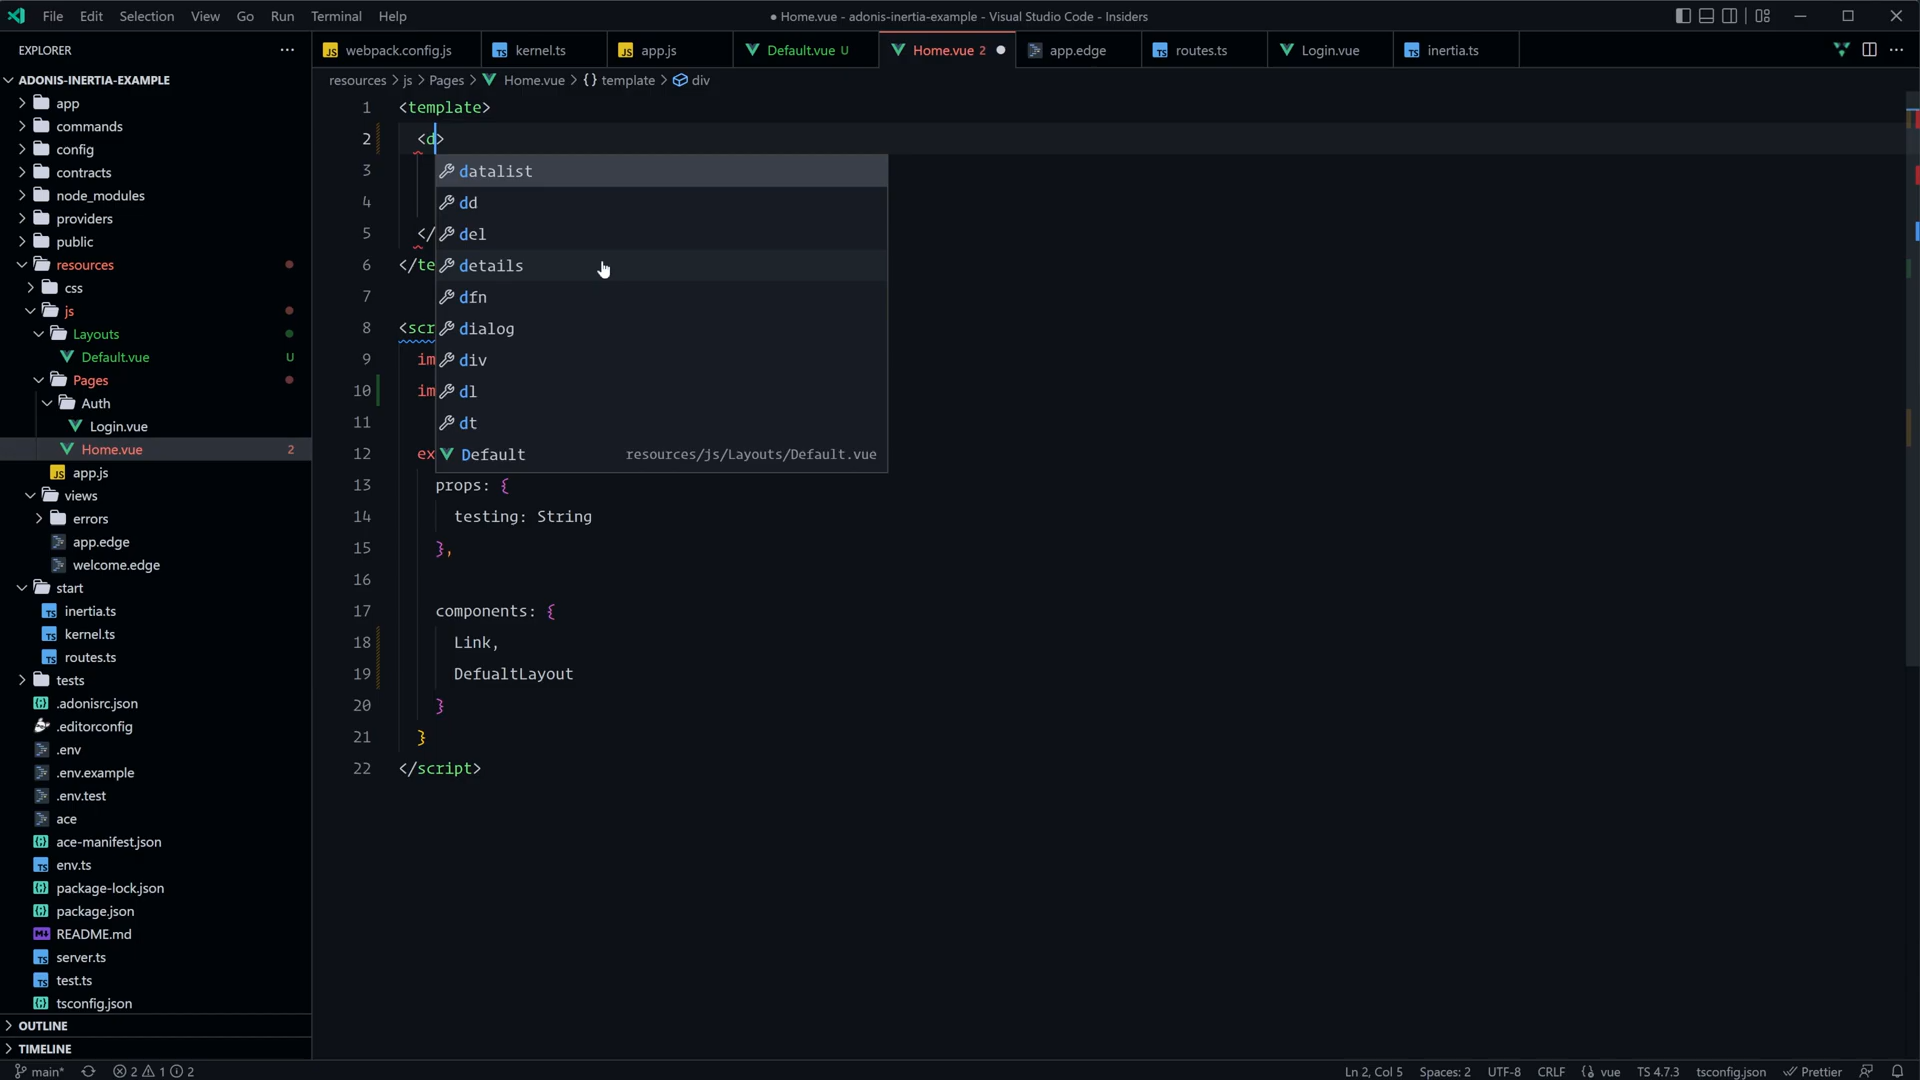 File Edit Selection View Go Run Terminal Help
● Home.vue - adonis-inertia-example - Visual Studio Code - Insiders
EXPLORER
ADONIS-INERTIA-EXAMPLE
app
commands
config
contracts
node_modules
providers
public
resources
css
js
Layouts
Default.vue U
Pages
Auth
Login.vue
Home.vue 2
app.js
views
errors
app.edge
welcome.edge
start
inertia.ts
kernel.ts
routes.ts
tests
.adonisrc.json
.editorconfig
.env
.env.example
.env.test
ace
ace-manifest.json
env.ts
package-lock.json
package.json
README.md
server.ts
test.ts
tsconfig.json
OUTLINE
TIMELINE
webpack.config.js kernel.ts app.js Default.vue U Home.vue 2 app.edge routes.ts Login.vue inertia.ts
resources > js > Pages > Home.vue > {} template > div
1 <template>
2 <d>
3
4
5 </
6 </te
7
8 <scr
9 im
10 im
11
12 ex
datalist
dd
del
details
dfn
dialog
div
dl
dt
Default resources/js/Layouts/Default.vue
13 props: {
14 testing: String
15 },
16
17 components: {
18 Link,
19 DefualtLayout
20 }
21 }
22 </script>
main* 2 1 2
Ln 2, Col 5 Spaces: 2 UTF-8 CRLF vue TS 4.7.3 tsconfig.json Prettier